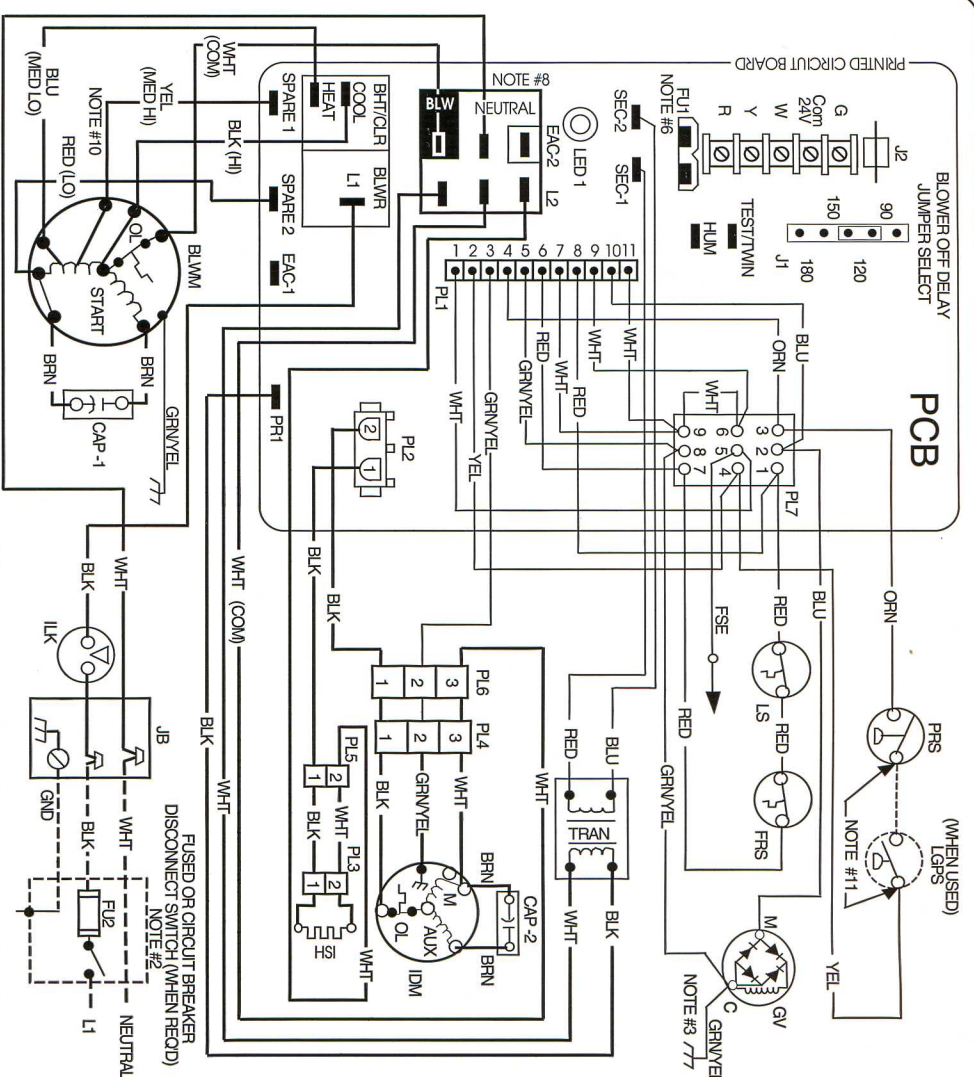 PRINTED CIRCIUT BOARD
PCB
BLOWER OFF DELAY
JUMPER SELECT
J2
90
120
150
180
J1
G
Com
24V
W
Y
R
TEST/TWIN
HUM
FU1
NOTE #6
SEC-2
SEC-1
LED 1
NOTE #8
BLW
NEUTRAL
EAC-2
L2
BHT/CLR
HEAT
COOL
BLWR
L1
SPARE 1
SPARE 2
EAC-1
PR1
WHT
(COM)
BLU
(MED LO)
YEL
(MED HI)
NOTE #10
BLK (HI)
RED (LO)
BLWM
OL
START
BRN
BRN
CAP -1
GRN/YEL
1 2 3 4 5 6 7 8 9 10 11
PL1
WHT
YEL
GRN/YEL
GRN/YEL
RED
WHT
RED
WHT
WHT
ORN
BLU
WHT
3 2 1
6 5 4
9 8 7
PL7
PL2
2
1
BLK
BLK
ORN
BLU
RED
FSE
RED
GRN/YEL
LS
RED
FRS
PRS
(WHEN USED)
LGPS
NOTE #11
YEL
M
GV
C
NOTE #3
GRN/YEL
RED
BLU
TRAN
WHT
BLK
PL6
1 2 3
PL4
1 2 3
BLK
GRN/YEL
WHT
WHT
PL5
1 2
BLK
WHT
PL3
1 2
HSI
WHT
BRN
CAP -2
BRN
M
AUX
OL
IDM
WHT (COM)
WHT
BLK
WHT
BLK
ILK
JB
GND
BLK
WHT
FUSED OR CIRCUIT BREAKER
DISCONNECT SWITCH (WHEN REQ'D)
NOTE #2
FU2
L1
NEUTRAL